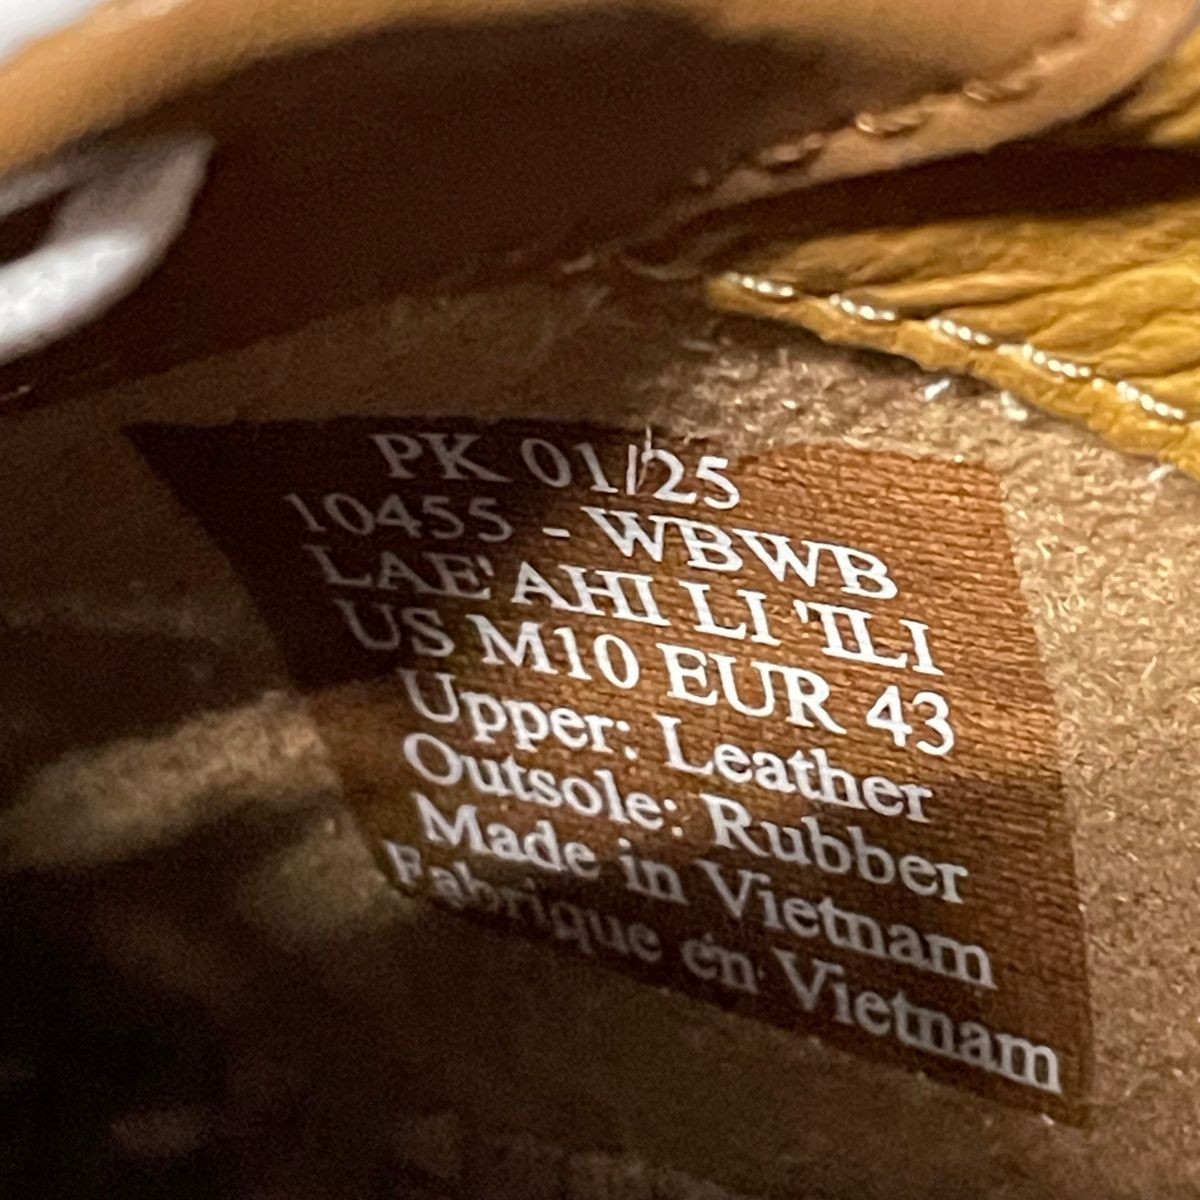 PK 01/25
10455 - WBWB
LAE' AHI LI 'ILI
US M10 EUR 43
Upper: Leather
Outsole: Rubber
Made in Vietnam
Fabrique én Vietnam